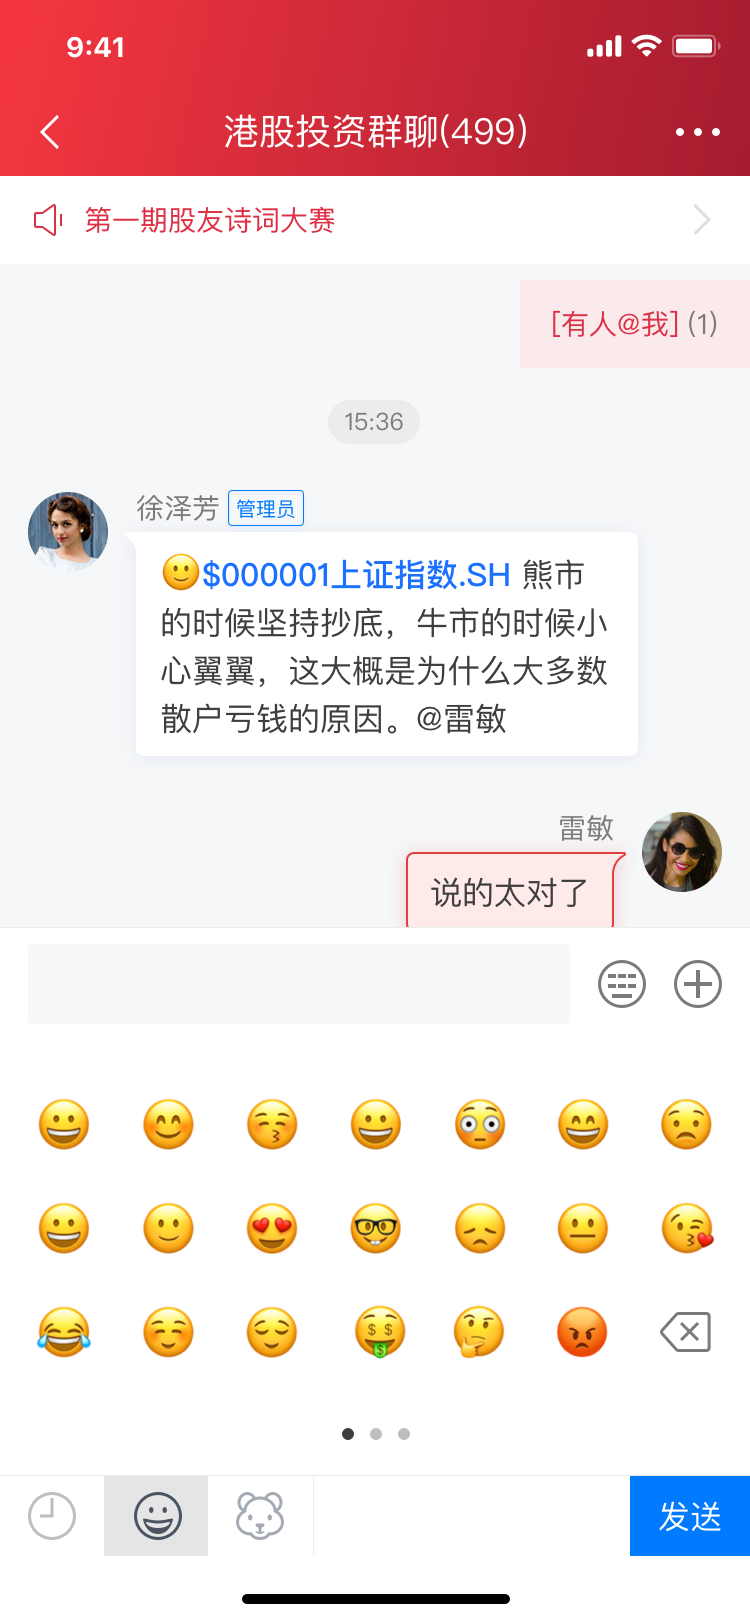 9:41
港股投资群聊(499)
第一期股友诗词大赛
[有人@我] (1)
15:36
徐泽芳 管理员
🙂$000001上证指数.SH 熊市
的时候坚持抄底，牛市的时候小
心翼翼，这大概是为什么大多数
散户亏钱的原因。@雷敏
雷敏
说的太对了
发送